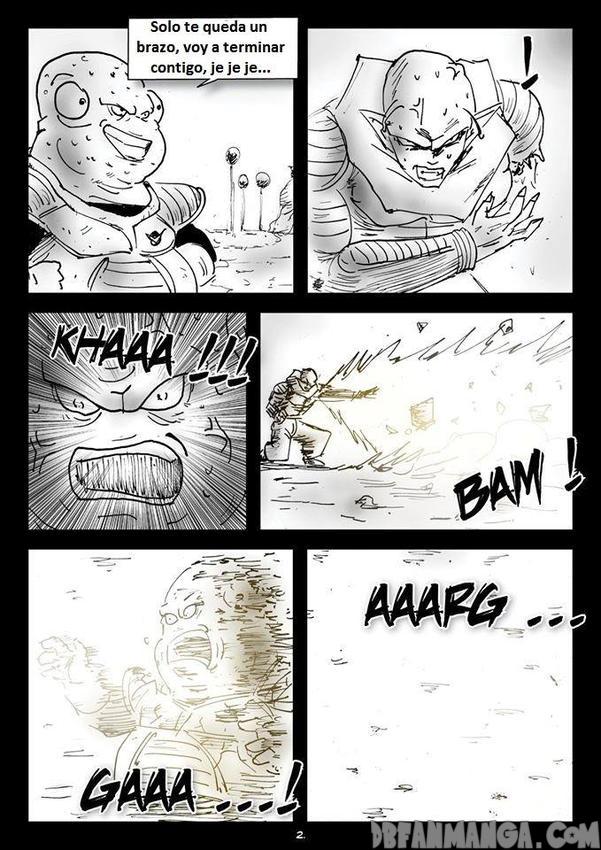 Solo te queda un
brazo, voy a terminar
contigo, je je je...
!
KHAAA !!!
BAM !
GAAA ...!
AAARG ...
2.
DBFANMANGA.COM